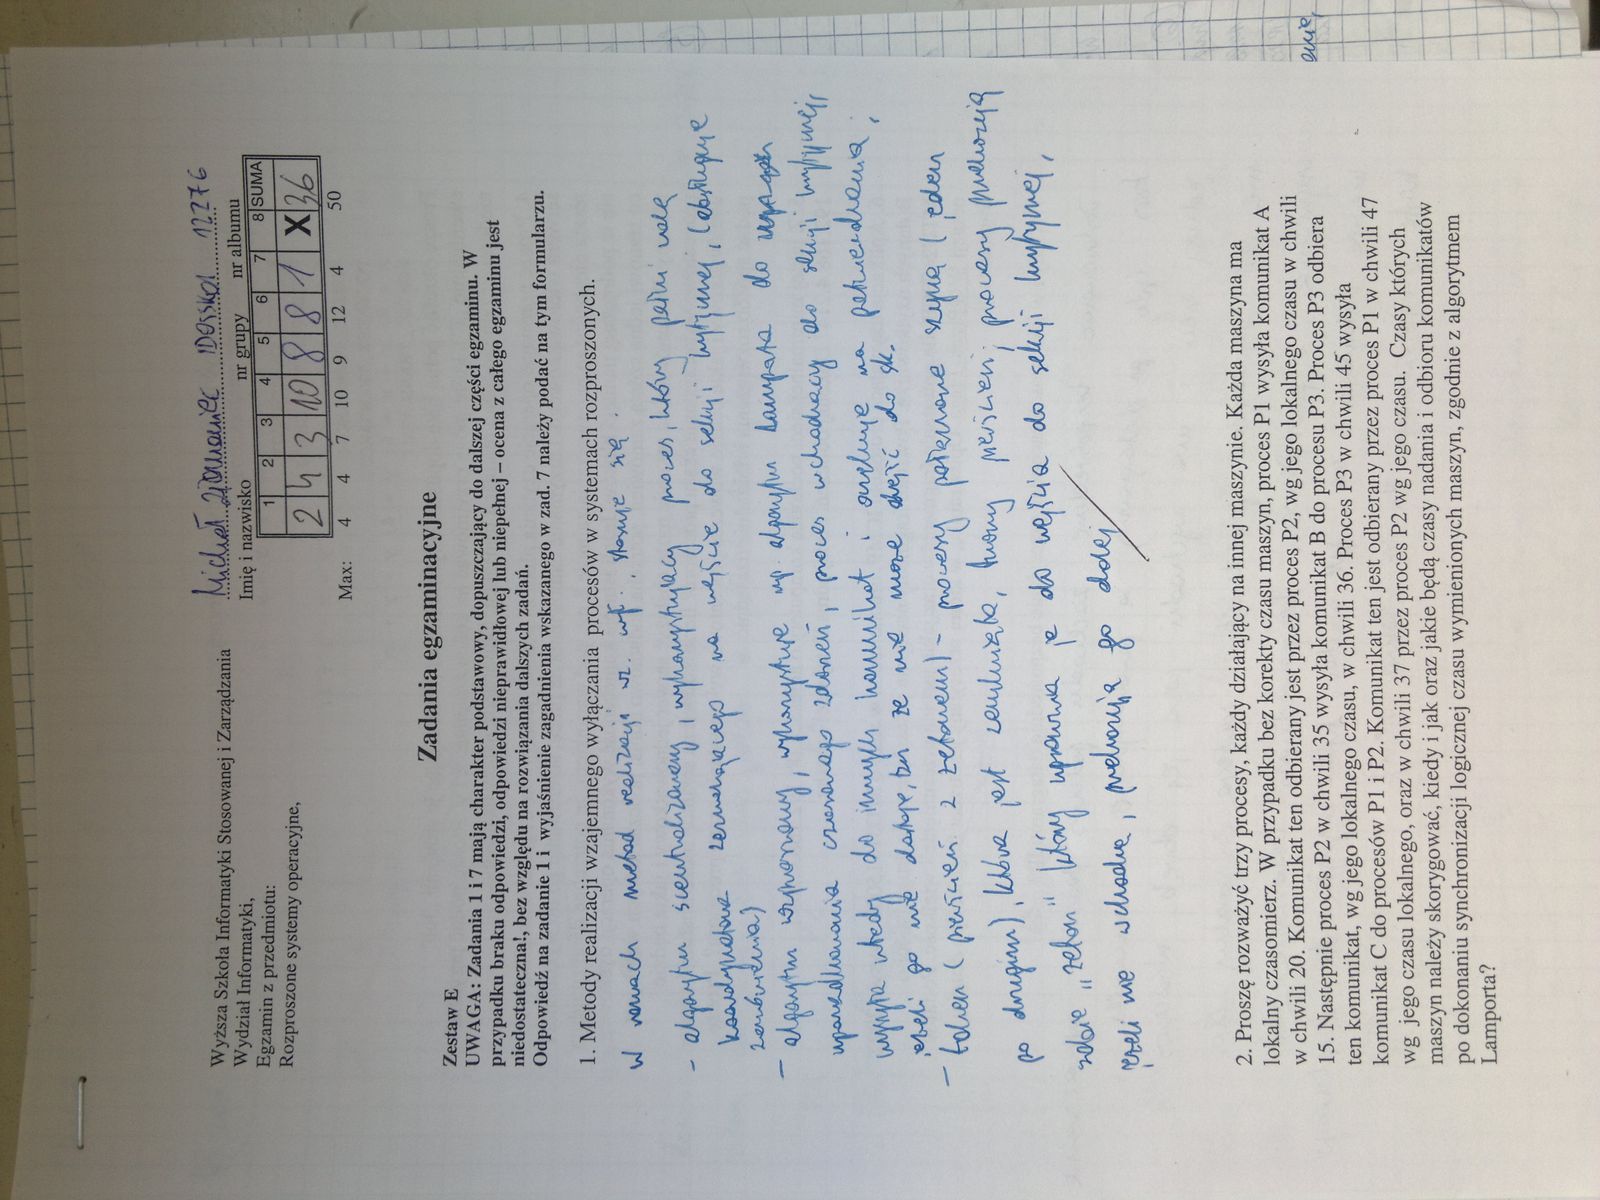 Wyższa Szkoła Informatyki Stosowanej i Zarządzania
Wydział Informatyki,
Egzamin z przedmiotu:
Rozproszone systemy operacyjne,
Michał 12276
Imię i nazwisko nr grupy nr albumu
1 2 3 4 5 6 7 8 SUMA
2 4 3 10 8 8 1 X 36
Max: 4 4 7 10 9 12 4 50
Zadania egzaminacyjne
Zestaw E
UWAGA: Zadania 1 i 7 mają charakter podstawowy, dopuszczający do dalszej części egzaminu. W
przypadku braku odpowiedzi, odpowiedzi nieprawidłowej lub niepełnej – ocena z całego egzaminu jest
niedostateczna!, bez względu na rozwiązania dalszych zadań.
Odpowiedź na zadanie 1 i wyjaśnienie zagadnienia wskazanego w zad. 7 należy podać na tym formularzu.
1. Metody realizacji wzajemnego wyłączania procesów w systemach rozproszonych.
W ramach metod realizacji wz. wył. stosuje się
- algorytm scentralizowany, wykorzystujący proces, który pełni rolę
koordynatora zezwalającego na wejście do sekcji krytycznej, (obsługuje
zamówienia)
- algorytm rozproszony, wykorzystuje np. algorytm Lamporta do
uporządkowania czasowego zdarzeń, proces wchodzący do sekcji krytycznej,
wysyła wtedy do innych komunikat i oczekuje na potwierdzenia,
jeżeli go nie dostaje, tzn że nie może wejść do sk.
- token (pierścień z żetonem) - procesy połączone szyną (jeden
po drugim), która jest zamknięta, tworzy pierścień; procesy przekazują
sobie „żeton" który uprawnia je do wejścia do sekcji krytycznej,
jeżeli nie wchodzą, przekazują go dalej
2. Proszę rozważyć trzy procesy, każdy działający na innej maszynie. Każda maszyna ma
lokalny czasomierz. W przypadku bez korekty czasu maszyn, proces P1 wysyła komunikat A
w chwili 20. Komunikat ten odbierany jest przez proces P2, wg jego lokalnego czasu w chwili
15. Następnie proces P2 w chwili 35 wysyła komunikat B do procesu P3. Proces P3 odbiera
ten komunikat, wg jego lokalnego czasu, w chwili 36. Proces P3 w chwili 45 wysyła
komunikat C do procesów P1 i P2. Komunikat ten jest odbierany przez proces P1 w chwili 47
wg jego czasu lokalnego, oraz w chwili 37 przez proces P2 wg jego czasu. Czasy których
maszyn należy skorygować, kiedy i jak oraz jakie będą czasy nadania i odbioru komunikatów
po dokonaniu synchronizacji logicznej czasu wymienionych maszyn, zgodnie z algorytmem
Lamporta?